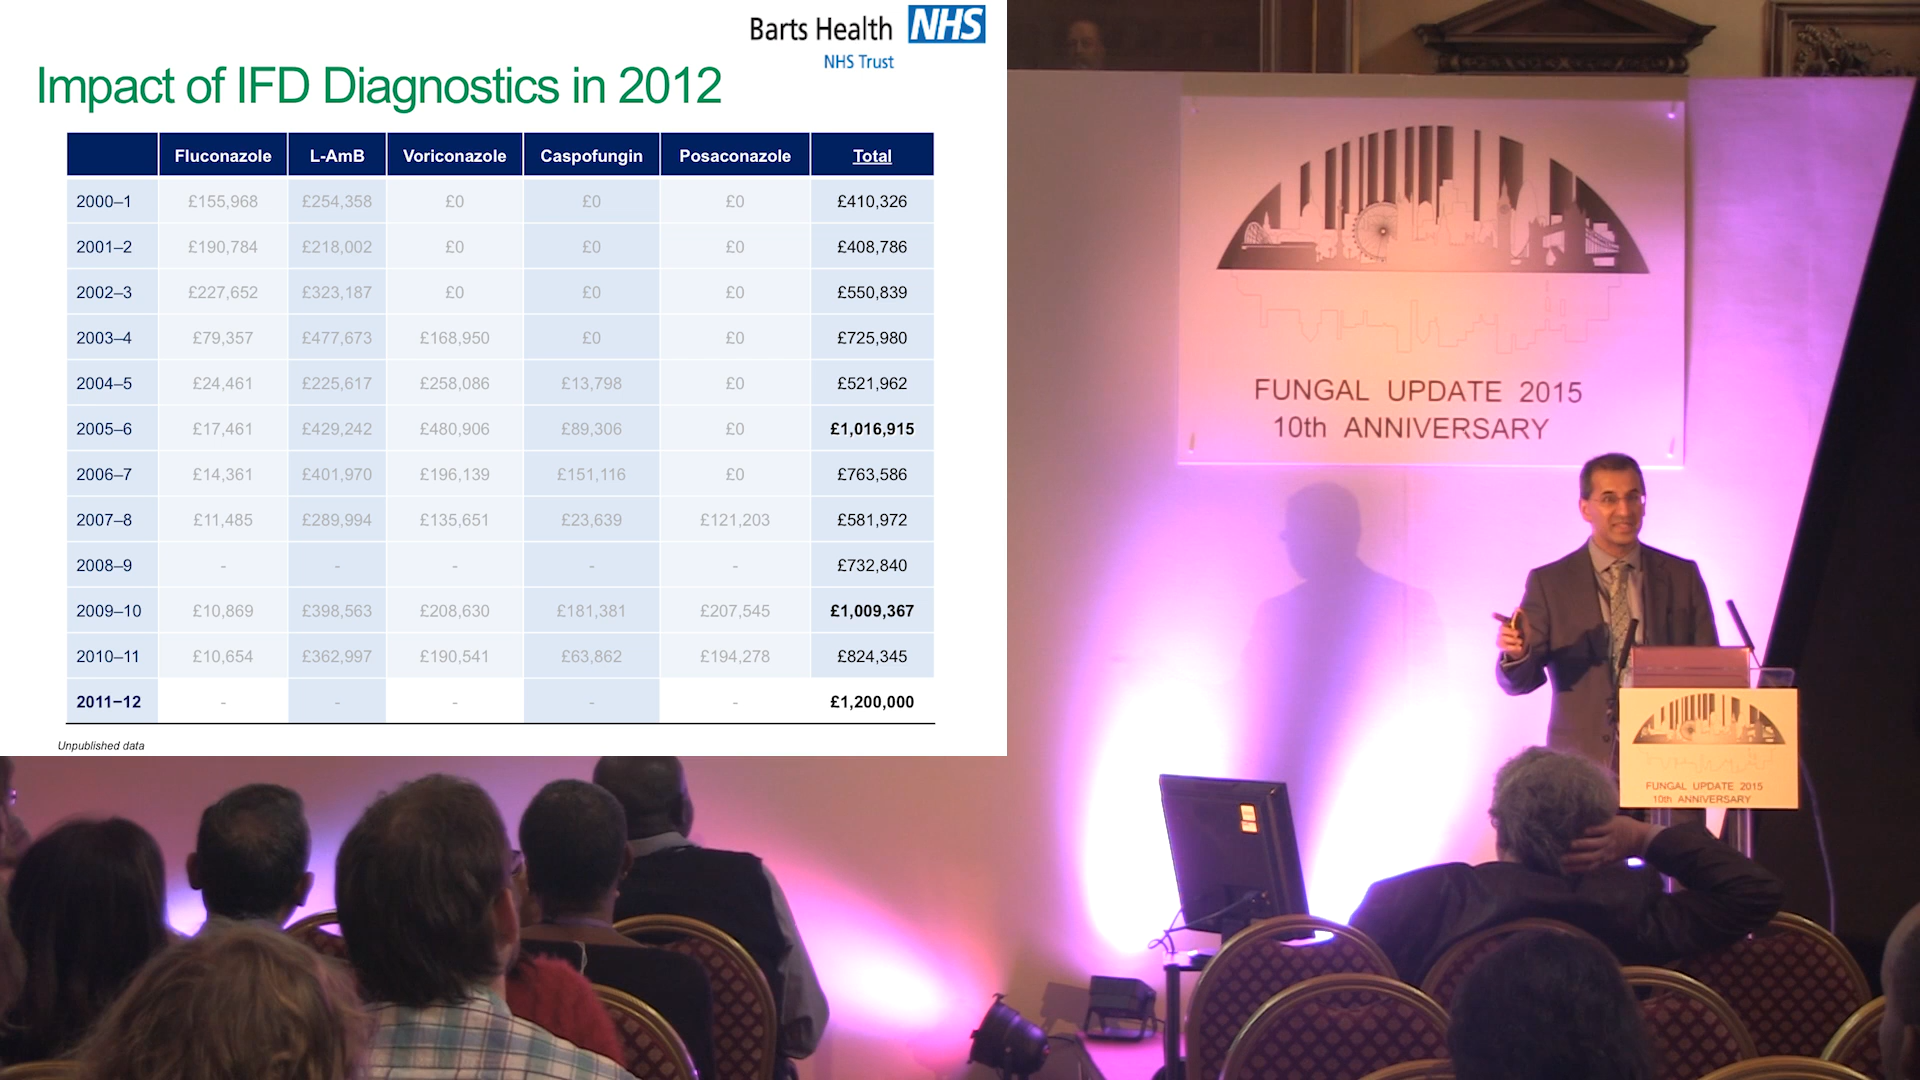 Barts Health NHS
NHS Trust
Impact of IFD Diagnostics in 2012
Fluconazole L-AmB Voriconazole Caspofungin Posaconazole Total
2000–1 £155,968 £254,358 £0 £0 £0 £410,326
2001–2 £190,784 £218,002 £0 £0 £0 £408,786
2002–3 £227,652 £323,187 £0 £0 £0 £550,839
2003–4 £79,357 £477,673 £168,950 £0 £0 £725,980
2004–5 £24,461 £225,617 £258,086 £13,798 £0 £521,962
2005–6 £17,461 £429,242 £480,906 £89,306 £0 £1,016,915
2006–7 £14,361 £401,970 £196,139 £151,116 £0 £763,586
2007–8 £11,485 £289,994 £135,651 £23,639 £121,203 £581,972
2008–9 - - - - - £732,840
2009–10 £10,869 £398,563 £208,630 £181,381 £207,545 £1,009,367
2010–11 £10,654 £362,997 £190,541 £63,862 £194,278 £824,345
2011–12 - - - - - £1,200,000
Unpublished data
FUNGAL UPDATE 2015
10th ANNIVERSARY
FUNGAL UPDATE 2015
10th ANNIVERSARY